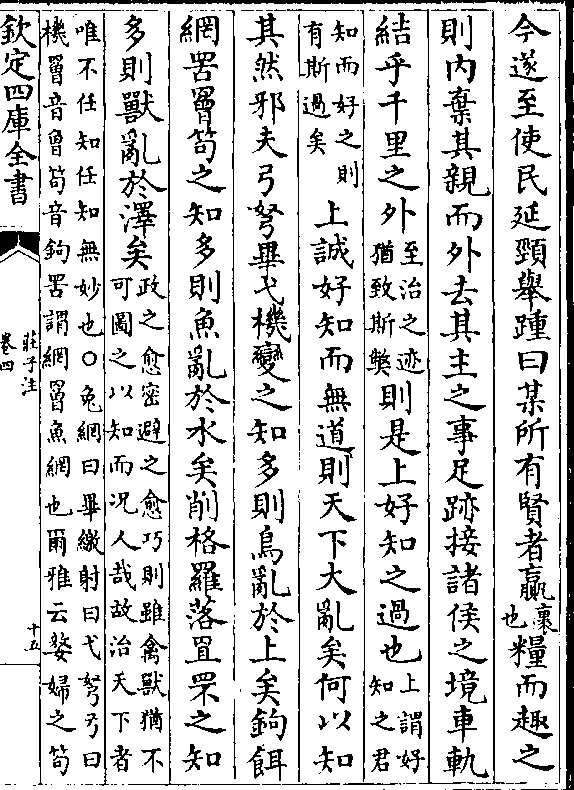 今遂至使民延頸舉踵曰某所有賢者贏裹也糧而趣之
則内棄其親而外去其主之事足跡接諸侯之境車軌
結乎千里之外至治之迹猶致斯弊則是上好知之過也上謂好知之君
知而好之則有斯過矣上誠好知而無道則天下大亂矣何以知
其然邪夫弓弩畢弋機變之知多則鳥亂於上矣鉤餌
網罟罾笱之知多則魚亂於水矣削格羅落罝罘之知
多則獸亂於澤矣政之愈密避之愈巧則雖禽獸猶不可圖之以知而况人哉故治天下者
唯不任知任知無妙也○兔網曰畢繳射曰弋弩牙曰
機罾音曾笱音鉤罟謂網罾魚網也爾雅云嫠婦之笱
欽定四庫全書
莊子注
卷四
十五